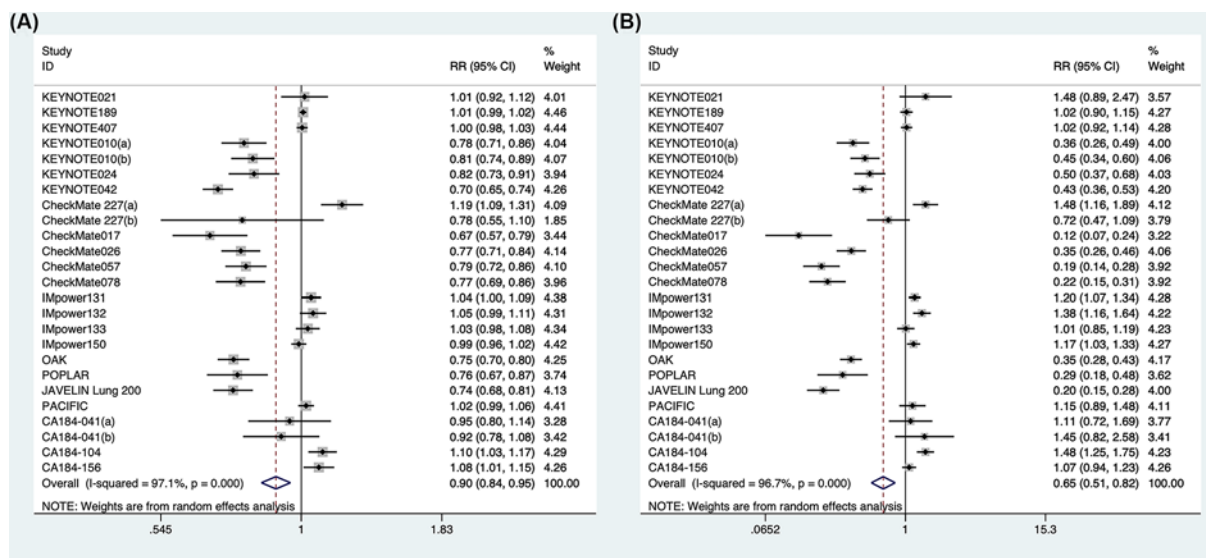 (A)
Study % 
ID RR (95% CI) Weight
KEYNOTE021 1.01 (0.92, 1.12) 4.01
KEYNOTE189 1.01 (0.99, 1.02) 4.46
KEYNOTE407 1.00 (0.98, 1.03) 4.44
KEYNOTE010(a) 0.78 (0.71, 0.86) 4.04
KEYNOTE010(b) 0.81 (0.74, 0.89) 4.07
KEYNOTE024 0.82 (0.73, 0.91) 3.94
KEYNOTE042 0.70 (0.65, 0.74) 4.26
CheckMate 227(a) 1.19 (1.09, 1.31) 4.09
CheckMate 227(b) 0.78 (0.55, 1.10) 1.85
CheckMate017 0.67 (0.57, 0.79) 3.44
CheckMate026 0.77 (0.71, 0.84) 4.14
CheckMate057 0.79 (0.72, 0.86) 4.10
CheckMate078 0.77 (0.69, 0.86) 3.96
IMpower131 1.04 (1.00, 1.09) 4.38
IMpower132 1.05 (0.99, 1.11) 4.31
IMpower133 1.03 (0.98, 1.08) 4.34
IMpower150 0.99 (0.96, 1.02) 4.42
OAK 0.75 (0.70, 0.80) 4.25
POPLAR 0.76 (0.67, 0.87) 3.74
JAVELIN Lung 200 0.74 (0.68, 0.81) 4.13
PACIFIC 1.02 (0.99, 1.06) 4.41
CA184-041(a) 0.95 (0.80, 1.14) 3.28
CA184-041(b) 0.92 (0.78, 1.08) 3.42
CA184-104 1.10 (1.03, 1.17) 4.29
CA184-156 1.08 (1.01, 1.15) 4.26
Overall (I-squared = 97.1%, p = 0.000) 0.90 (0.84, 0.95) 100.00
NOTE: Weights are from random effects analysis
.545 1 1.83
(B)
Study %
ID RR (95% CI) Weight
KEYNOTE021 1.48 (0.89, 2.47) 3.57
KEYNOTE189 1.02 (0.90, 1.15) 4.27
KEYNOTE407 1.02 (0.92, 1.14) 4.28
KEYNOTE010(a) 0.36 (0.26, 0.49) 4.00
KEYNOTE010(b) 0.45 (0.34, 0.60) 4.06
KEYNOTE024 0.50 (0.37, 0.68) 4.03
KEYNOTE042 0.43 (0.36, 0.53) 4.20
CheckMate 227(a) 1.48 (1.16, 1.89) 4.12
CheckMate 227(b) 0.72 (0.47, 1.09) 3.79
CheckMate017 0.12 (0.07, 0.24) 3.22
CheckMate026 0.35 (0.26, 0.46) 4.06
CheckMate057 0.19 (0.14, 0.28) 3.92
CheckMate078 0.22 (0.15, 0.31) 3.92
IMpower131 1.20 (1.07, 1.34) 4.28
IMpower132 1.38 (1.16, 1.64) 4.22
IMpower133 1.01 (0.85, 1.19) 4.23
IMpower150 1.17 (1.03, 1.33) 4.27
OAK 0.35 (0.28, 0.43) 4.17
POPLAR 0.29 (0.18, 0.48) 3.62
JAVELIN Lung 200 0.20 (0.15, 0.28) 4.00
PACIFIC 1.15 (0.89, 1.48) 4.11
CA184-041(a) 1.11 (0.72, 1.69) 3.77
CA184-041(b) 1.45 (0.82, 2.58) 3.41
CA184-104 1.48 (1.25, 1.75) 4.23
CA184-156 1.07 (0.94, 1.23) 4.26
Overall (I-squared = 96.7%, p = 0.000) 0.65 (0.51, 0.82) 100.00
NOTE: Weights are from random effects analysis
.0652 1 15.3